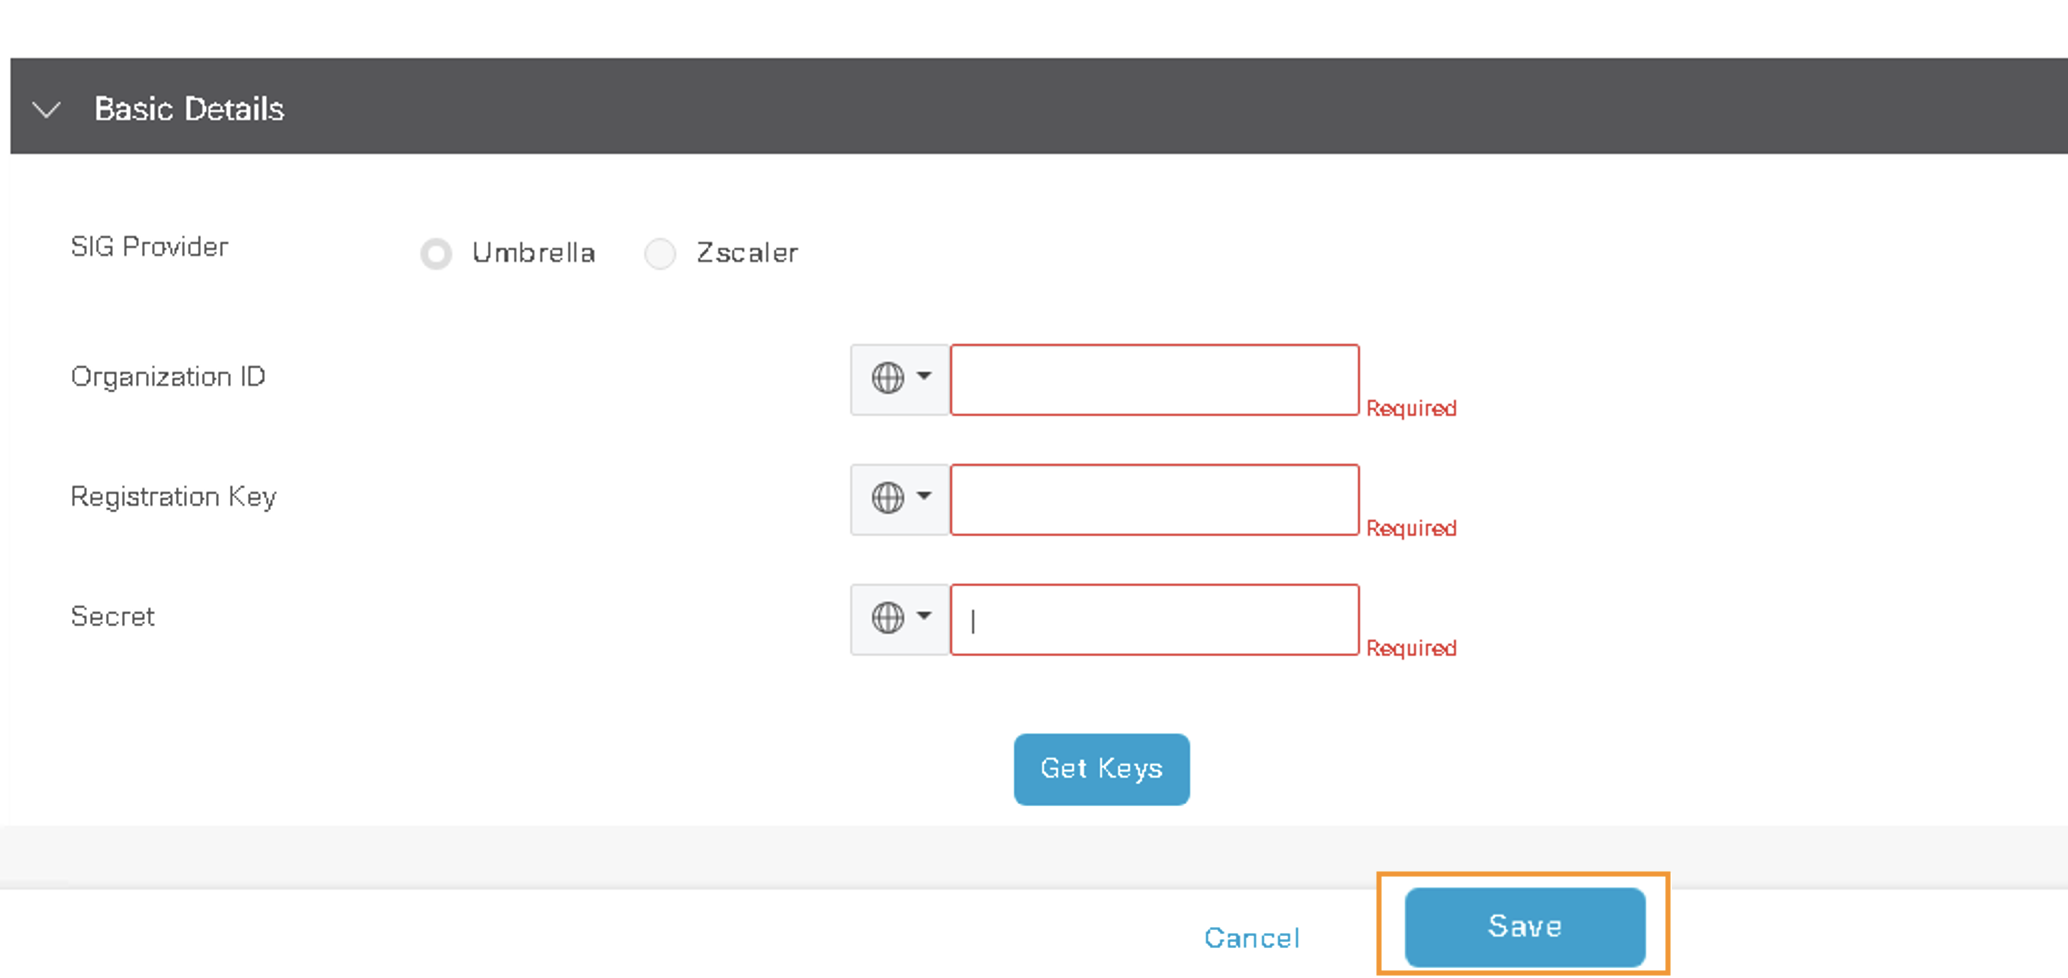 Basic Details
SIG Provider Umbrella Zscaler
Organization ID
Required
Registration Key
Required
Secret
Required
Get Keys
Cancel Save